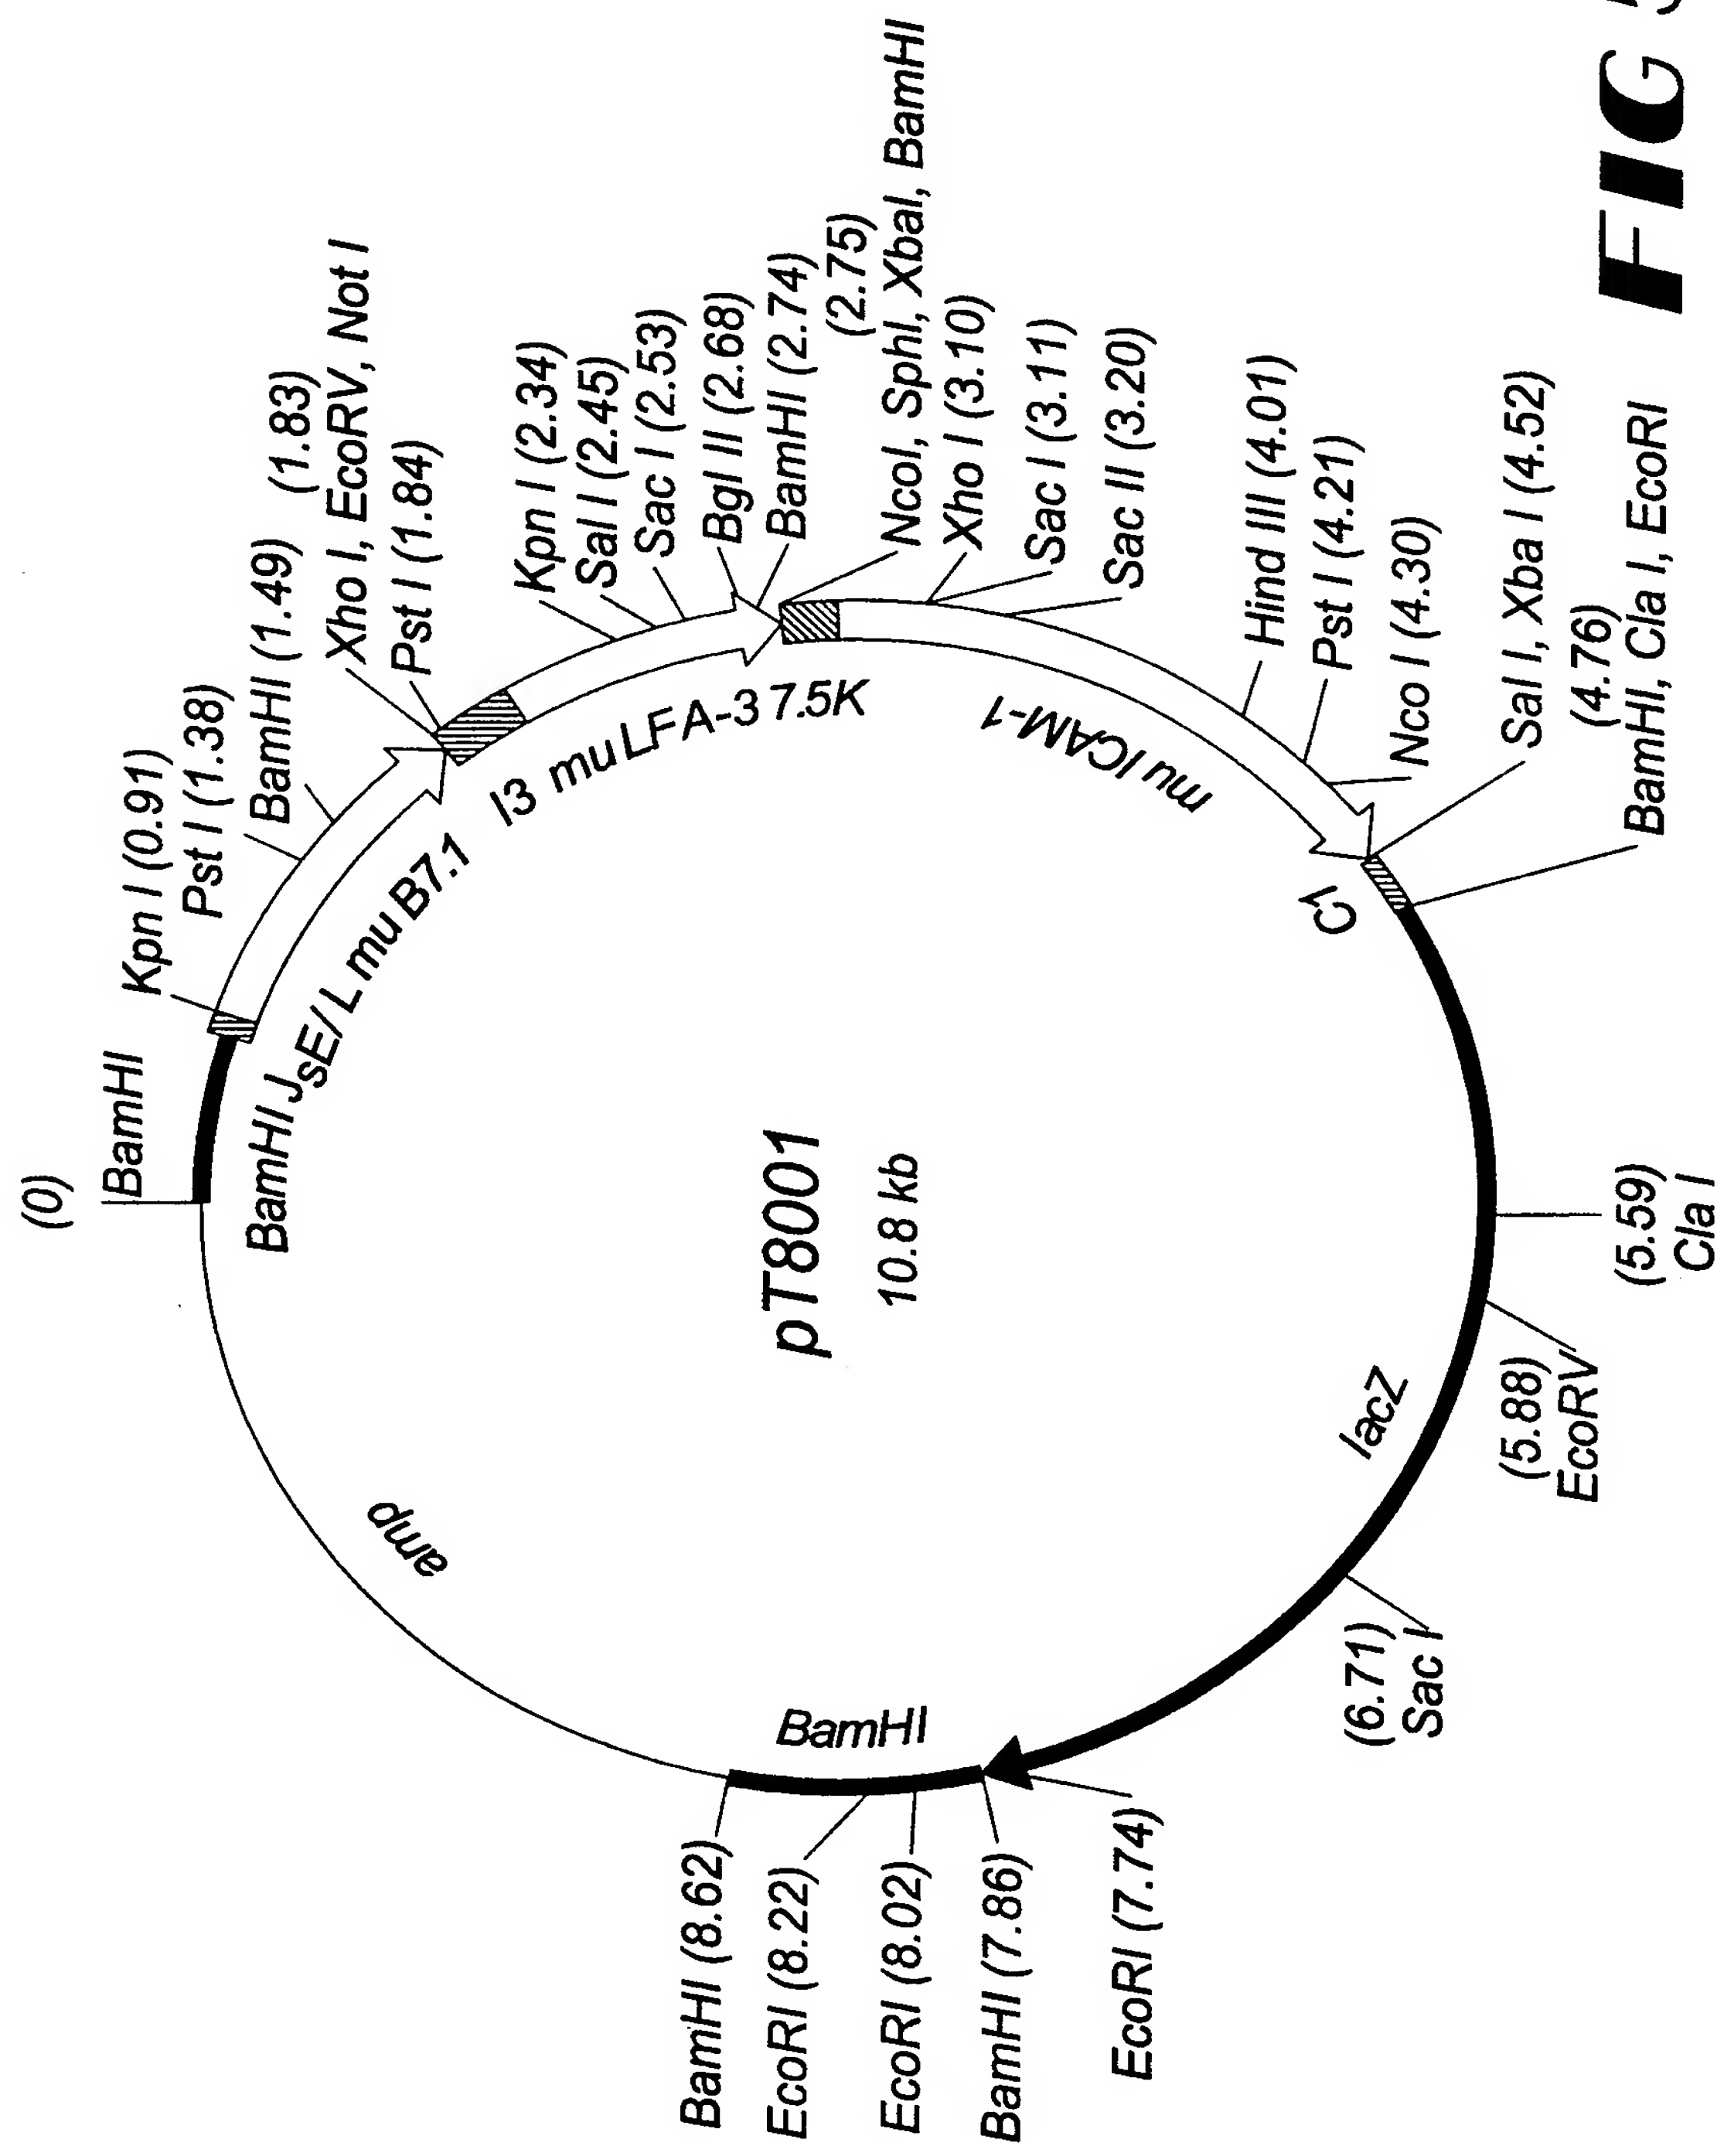 (0)
BamHI
Kpn I (0.91)
Pst I (1.38)
BamHI (1.49)
(1.83)
Xho I, EcoRV, Not I
Pst I (1.84)
Kpn I (2.34)
Sal I (2.45)
Sac I (2.53)
Bgl II (2.68)
BamHI (2.74)
(2.75)
NcoI, SphI, XbaI, BamHI
Xho I (3.10)
Sac I (3.11)
Sac II (3.20)
Hind III (4.01)
Pst I (4.21)
Nco I (4.30)
Sal I, Xba I (4.52)
(4.76)
BamHI, Cla I, EcoRI
(5.59)
Cla I
(5.88)
EcoRV
(6.71)
Sac I
EcoRI (7.74)
BamHI (7.86)
EcoRI (8.02)
EcoRI (8.22)
BamHI (8.62)
BamHI J sE/L mu B7.1 I3 mu LFA-3 7.5K
mu ICAM-1
C1
lacZ
BamHI
amp
pT8001
10.8 kb
FIG